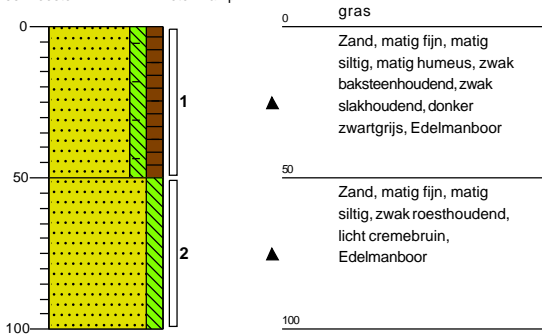 0
50
100
1
2
0
gras
Zand, matig fijn, matig
siltig, matig humeus, zwak
baksteenhoudend, zwak
slakhoudend, donker
zwartgrijs, Edelmanboor
50
Zand, matig fijn, matig
siltig, zwak roesthoudend,
licht cremebruin,
Edelmanboor
100